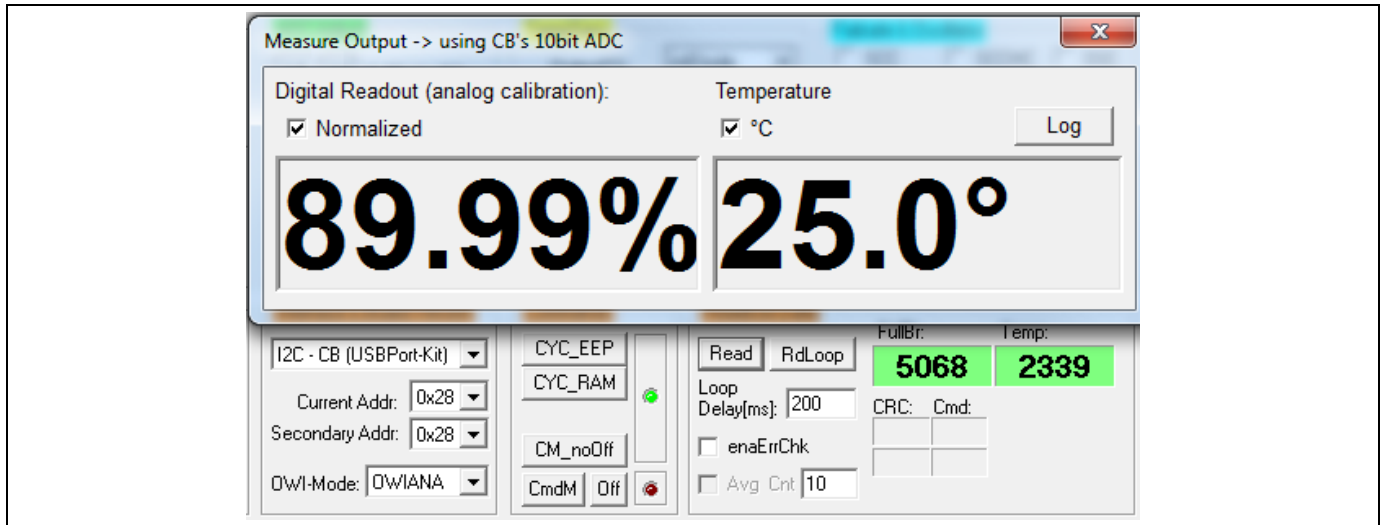 Measure Output -> using CB's 10bit ADC
x
Digital Readout (analog calibration):
Normalized
89.99%
Temperature
°C
Log
25.0°
I2C - CB (USBPort-Kit)
Current Addr: 0x28
Secondary Addr: 0x28
OWI-Mode: OWIANA
CYC_EEP
CYC_RAM
CM_noOff
CmdM Off
Read RdLoop
Loop
Delay[ms]: 200
enaErrChk
Avg Cnt 10
FullBr: Temp:
5068 2339
CRC: Cmd: